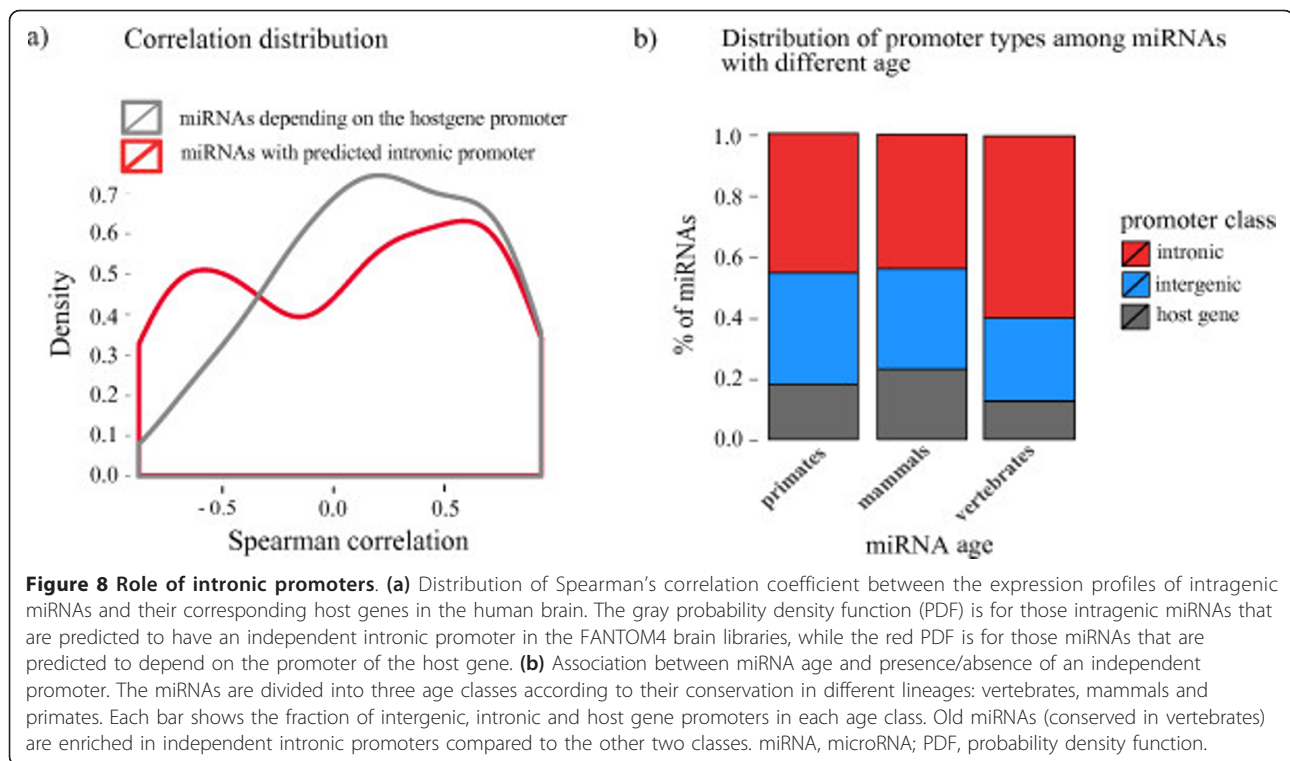 a)
Correlation distribution
miRNAs depending on the hostgene promoter
miRNAs with predicted intronic promoter
0.7
0.6
0.5
0.4
0.3
0.2
0.1
0.0
Density
- 0.5
0.0
0.5
Spearman correlation
b)
Distribution of promoter types among miRNAs
with different age
1.0
0.8
0.6
0.4
0.2
0.0
% of miRNAs
primates
mammals
vertebrates
miRNA age
promoter class
intronic
intergenic
host gene
Figure 8 Role of intronic promoters. (a) Distribution of Spearman's correlation coefficient between the expression profiles of intragenic
miRNAs and their corresponding host genes in the human brain. The gray probability density function (PDF) is for those intragenic miRNAs that
are predicted to have an independent intronic promoter in the FANTOM4 brain libraries, while the red PDF is for those miRNAs that are
predicted to depend on the promoter of the host gene. (b) Association between miRNA age and presence/absence of an independent
promoter. The miRNAs are divided into three age classes according to their conservation in different lineages: vertebrates, mammals and
primates. Each bar shows the fraction of intergenic, intronic and host gene promoters in each age class. Old miRNAs (conserved in vertebrates)
are enriched in independent intronic promoters compared to the other two classes. miRNA, microRNA; PDF, probability density function.